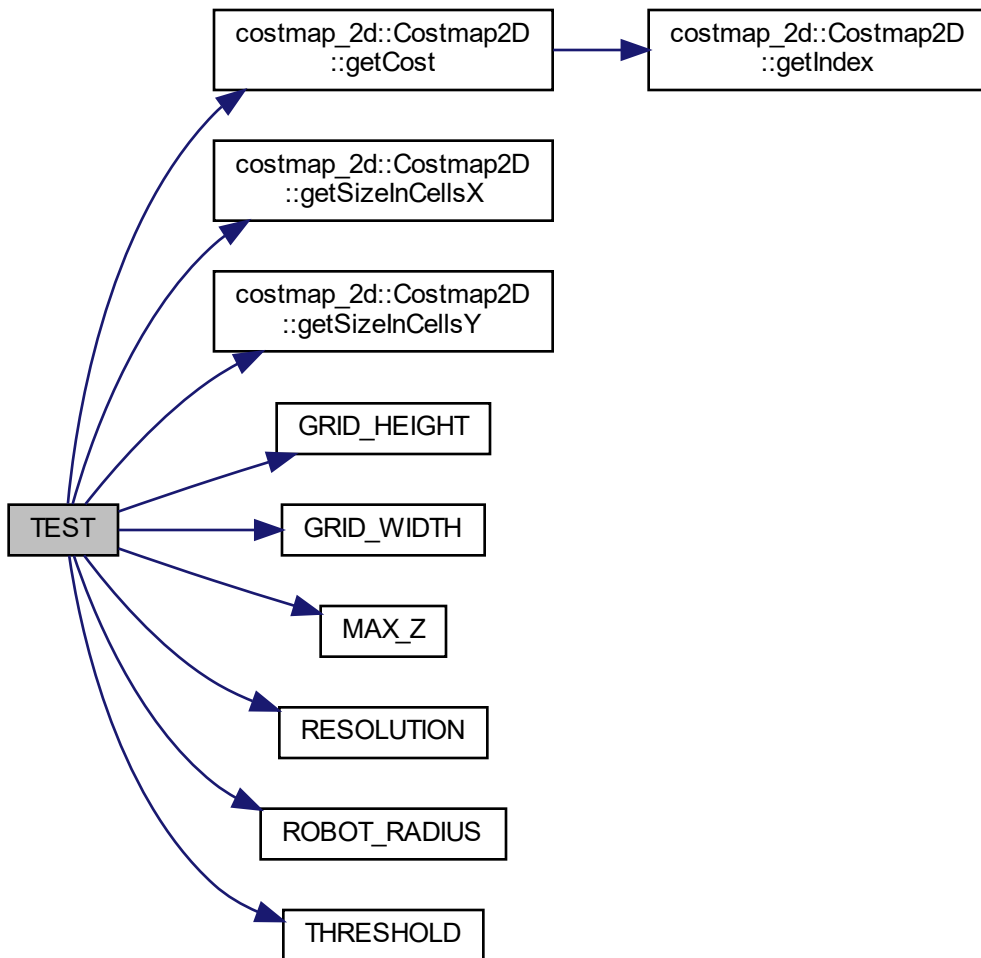 costmap_2d::Costmap2D
::getCost
costmap_2d::Costmap2D
::getIndex
costmap_2d::Costmap2D
::getSizeInCellsX
costmap_2d::Costmap2D
::getSizeInCellsY
GRID_HEIGHT
TEST
GRID_WIDTH
MAX_Z
RESOLUTION
ROBOT_RADIUS
THRESHOLD